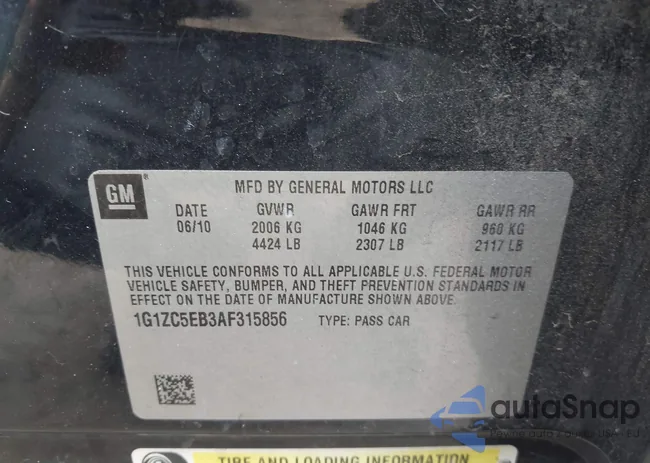 GM ®
MFD BY GENERAL MOTORS LLC
DATE GVWR GAWR FRT GAWR RR
06/10 2006 KG 1046 KG 960 KG
4424 LB 2307 LB 2117 LB
THIS VEHICLE CONFORMS TO ALL APPLICABLE U.S. FEDERAL MOTOR
VEHICLE SAFETY, BUMPER, AND THEFT PREVENTION STANDARDS IN
EFFECT ON THE DATE OF MANUFACTURE SHOWN ABOVE.
1G1ZC5EB3AF315856 TYPE: PASS CAR
autaSnap
TIRE AND LOADING INFORMATION